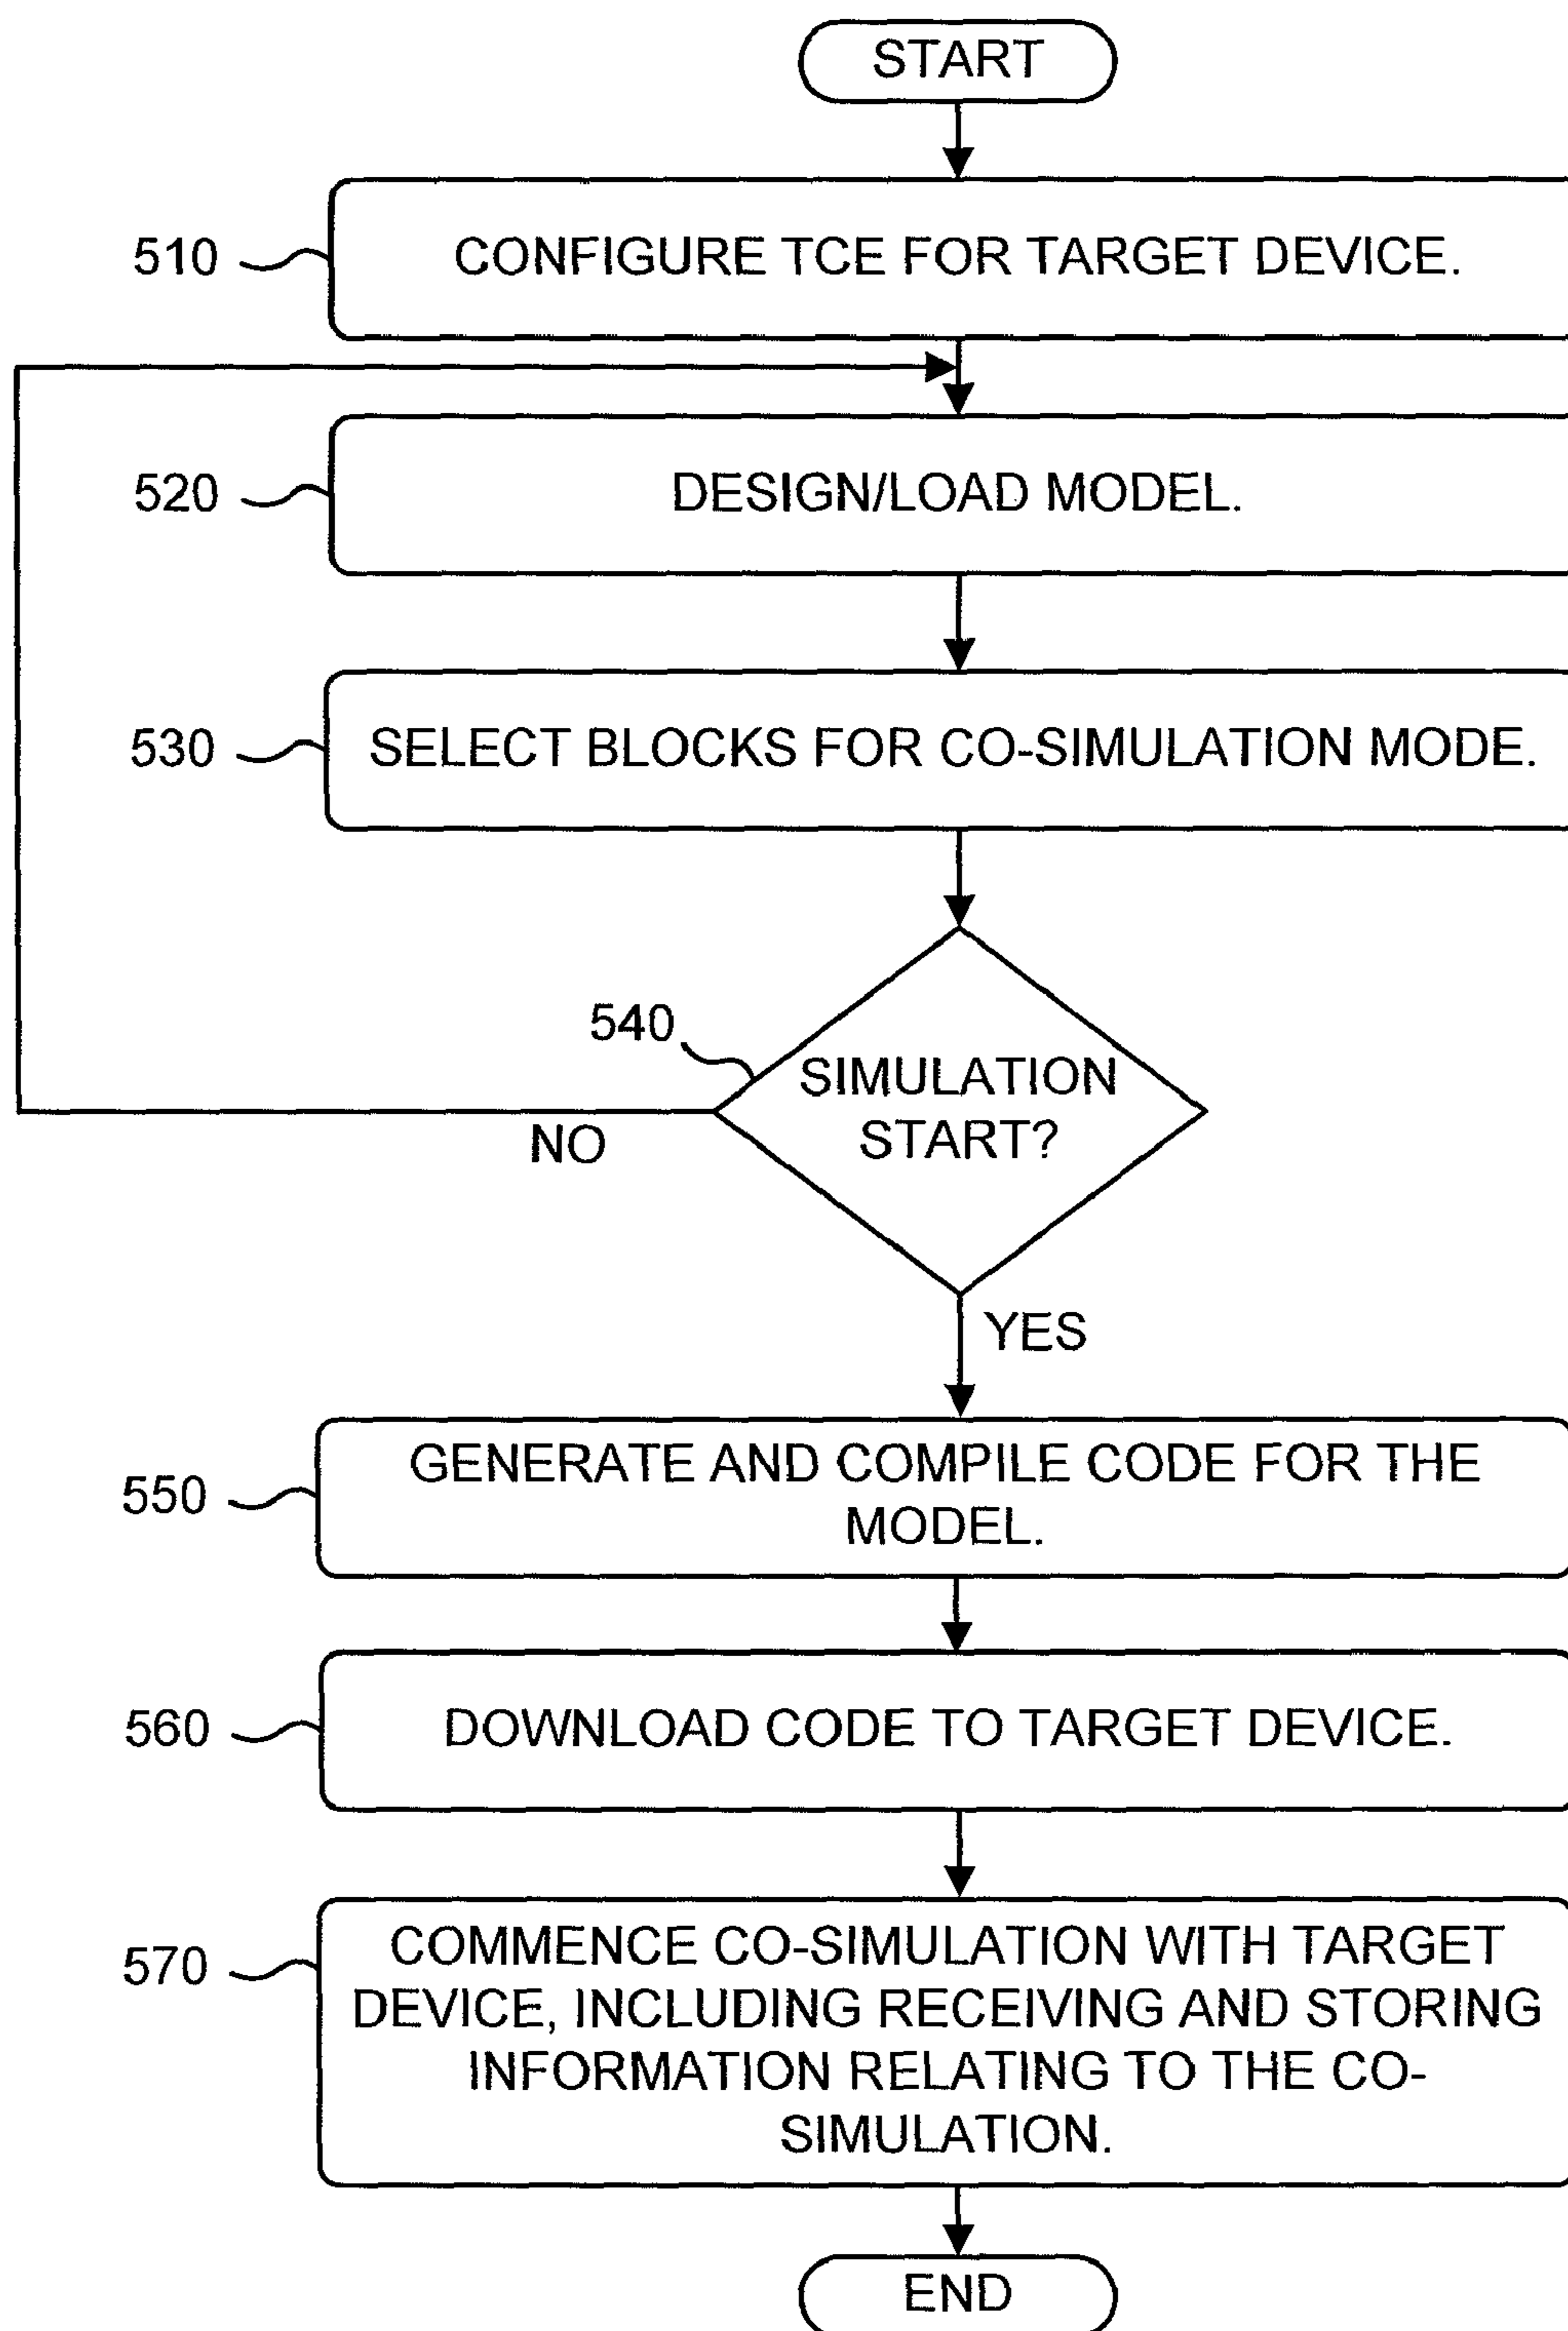 START
510
CONFIGURE TCE FOR TARGET DEVICE.
520
DESIGN/LOAD MODEL.
530
SELECT BLOCKS FOR CO-SIMULATION MODE.
540
SIMULATION
START?
NO
YES
550
GENERATE AND COMPILE CODE FOR THE
MODEL.
560
DOWNLOAD CODE TO TARGET DEVICE.
570
COMMENCE CO-SIMULATION WITH TARGET
DEVICE, INCLUDING RECEIVING AND STORING
INFORMATION RELATING TO THE CO-
SIMULATION.
END